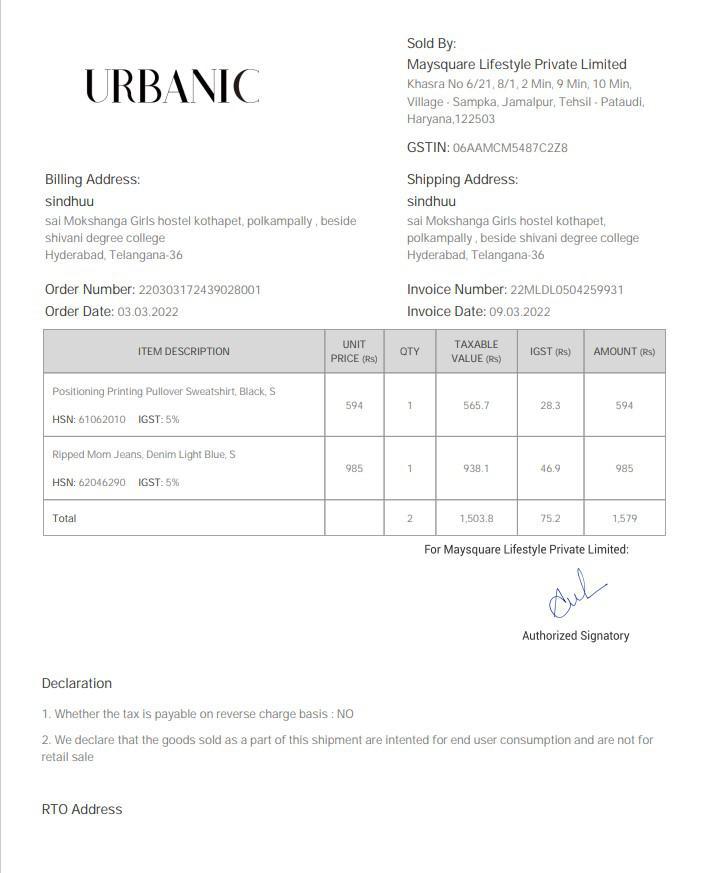 URBANIC
Sold By:
Maysquare Lifestyle Private Limited
Khasra No 6/21, 8/1, 2 Min, 9 Min, 10 Min,
Village - Sampka, Jamalpur, Tehsil - Pataudi,
Haryana,122503
GSTIN: 06AAMCM5487C2Z8
Billing Address:
sindhuu
sai Mokshanga Girls hostel kothapet, polkampally , beside
shivani degree college
Hyderabad, Telangana-36
Shipping Address:
sindhuu
sai Mokshanga Girls hostel kothapet,
polkampally , beside shivani degree college
Hyderabad, Telangana-36
Order Number: 220303172439028001
Order Date: 03.03.2022
Invoice Number: 22MLDL0504259931
Invoice Date: 09.03.2022
ITEM DESCRIPTION UNIT PRICE (Rs) QTY TAXABLE VALUE (Rs) IGST (Rs) AMOUNT (Rs)
Positioning Printing Pullover Sweatshirt, Black, S
HSN: 61062010 IGST: 5%
594 1 565.7 28.3 594
Ripped Mom Jeans, Denim Light Blue, S
HSN: 62046290 IGST: 5%
985 1 938.1 46.9 985
Total 2 1,503.8 75.2 1,579
For Maysquare Lifestyle Private Limited:
Authorized Signatory
Declaration
1. Whether the tax is payable on reverse charge basis : NO
2. We declare that the goods sold as a part of this shipment are intented for end user consumption and are not for
retail sale
RTO Address